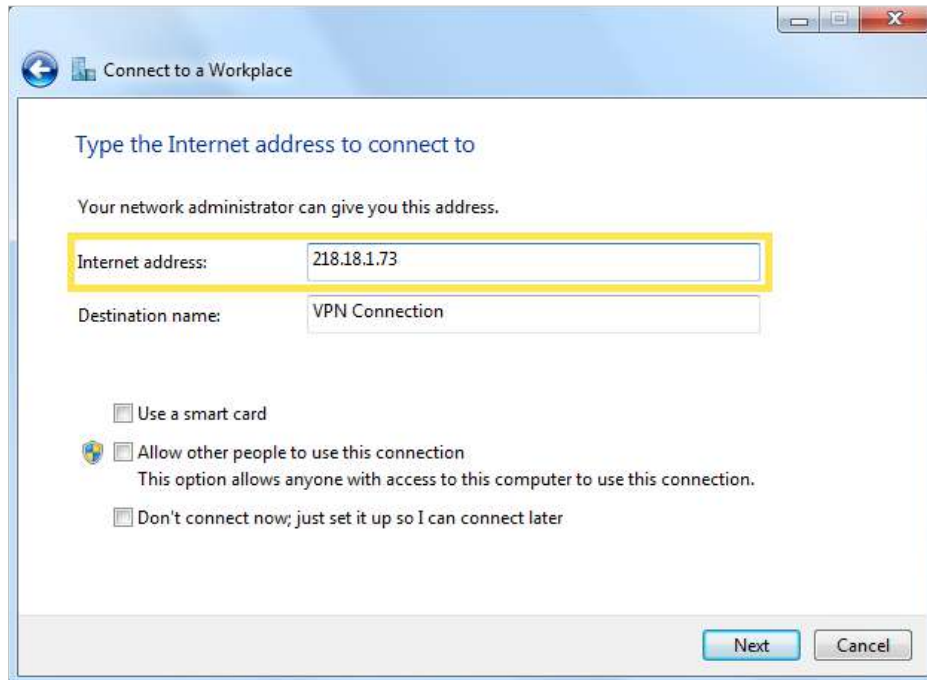 Connect to a Workplace
Type the Internet address to connect to
Your network administrator can give you this address.
Internet address: 218.18.1.73
Destination name: VPN Connection
Use a smart card
Allow other people to use this connection
This option allows anyone with access to this computer to use this connection.
Don't connect now; just set it up so I can connect later
Next Cancel